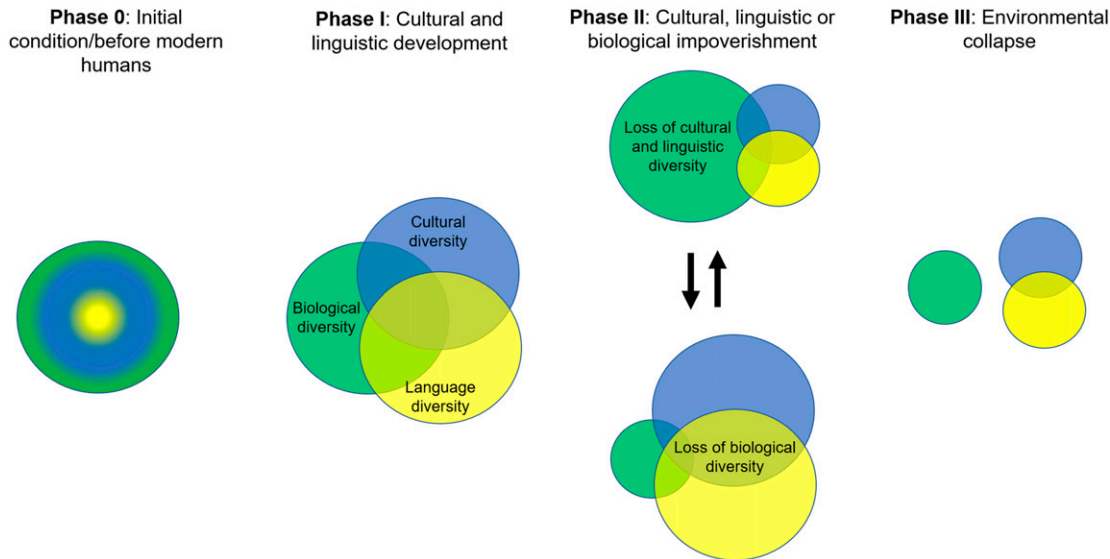 Phase 0: Initial
condition/before modern
humans
Phase I: Cultural and
linguistic development
Phase II: Cultural, linguistic or
biological impoverishment
Phase III: Environmental
collapse
Cultural
diversity
Biological
diversity
Language
diversity
Loss of cultural
and linguistic
diversity
Loss of biological
diversity